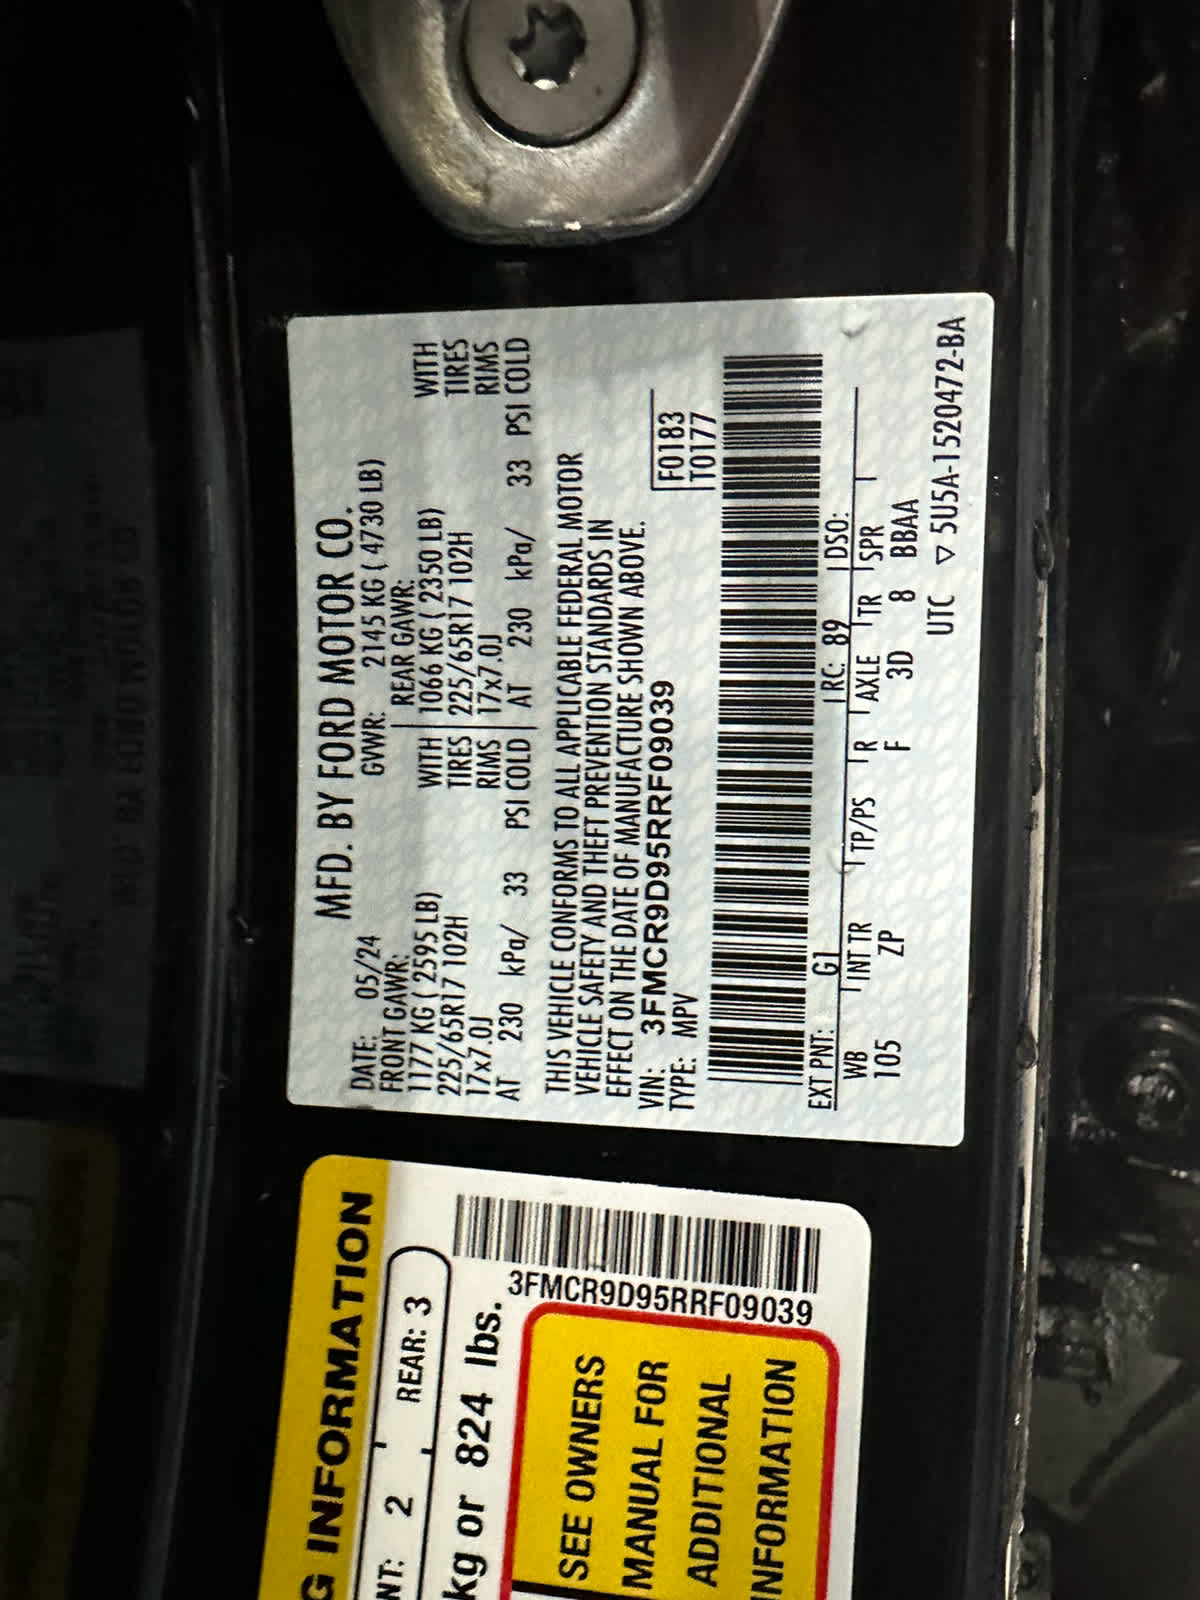 MFD. BY FORD MOTOR CO.
DATE: 05/24 GVWR: 2145 KG ( 4730 LB)
FRONT GAWR: REAR GAWR:
1177 KG ( 2595 LB) WITH 1066 KG ( 2350 LB) WITH
225/65R17 102H TIRES 225/65R17 102H TIRES
17x7.0J RIMS 17x7.0J RIMS
AT 230 kPa/ 33 PSI COLD AT 230 kPa/ 33 PSI COLD
THIS VEHICLE CONFORMS TO ALL APPLICABLE FEDERAL MOTOR
VEHICLE SAFETY AND THEFT PREVENTION STANDARDS IN
EFFECT ON THE DATE OF MANUFACTURE SHOWN ABOVE.
VIN: 3FMCR9D95RRF09039 F0183
TYPE: MPV T0177
EXT PNT: G1 RC: 89 DSO:
WB INT TR TP/PS R AXLE TR SPR
105 ZP F 3D 8 BBAA
UTC ▽ 5U5A-1520472-BA
G INFORMATION
NT: 2 REAR: 3
kg or 824 lbs.
3FMCR9D95RRF09039
SEE OWNERS
MANUAL FOR
ADDITIONAL
INFORMATION